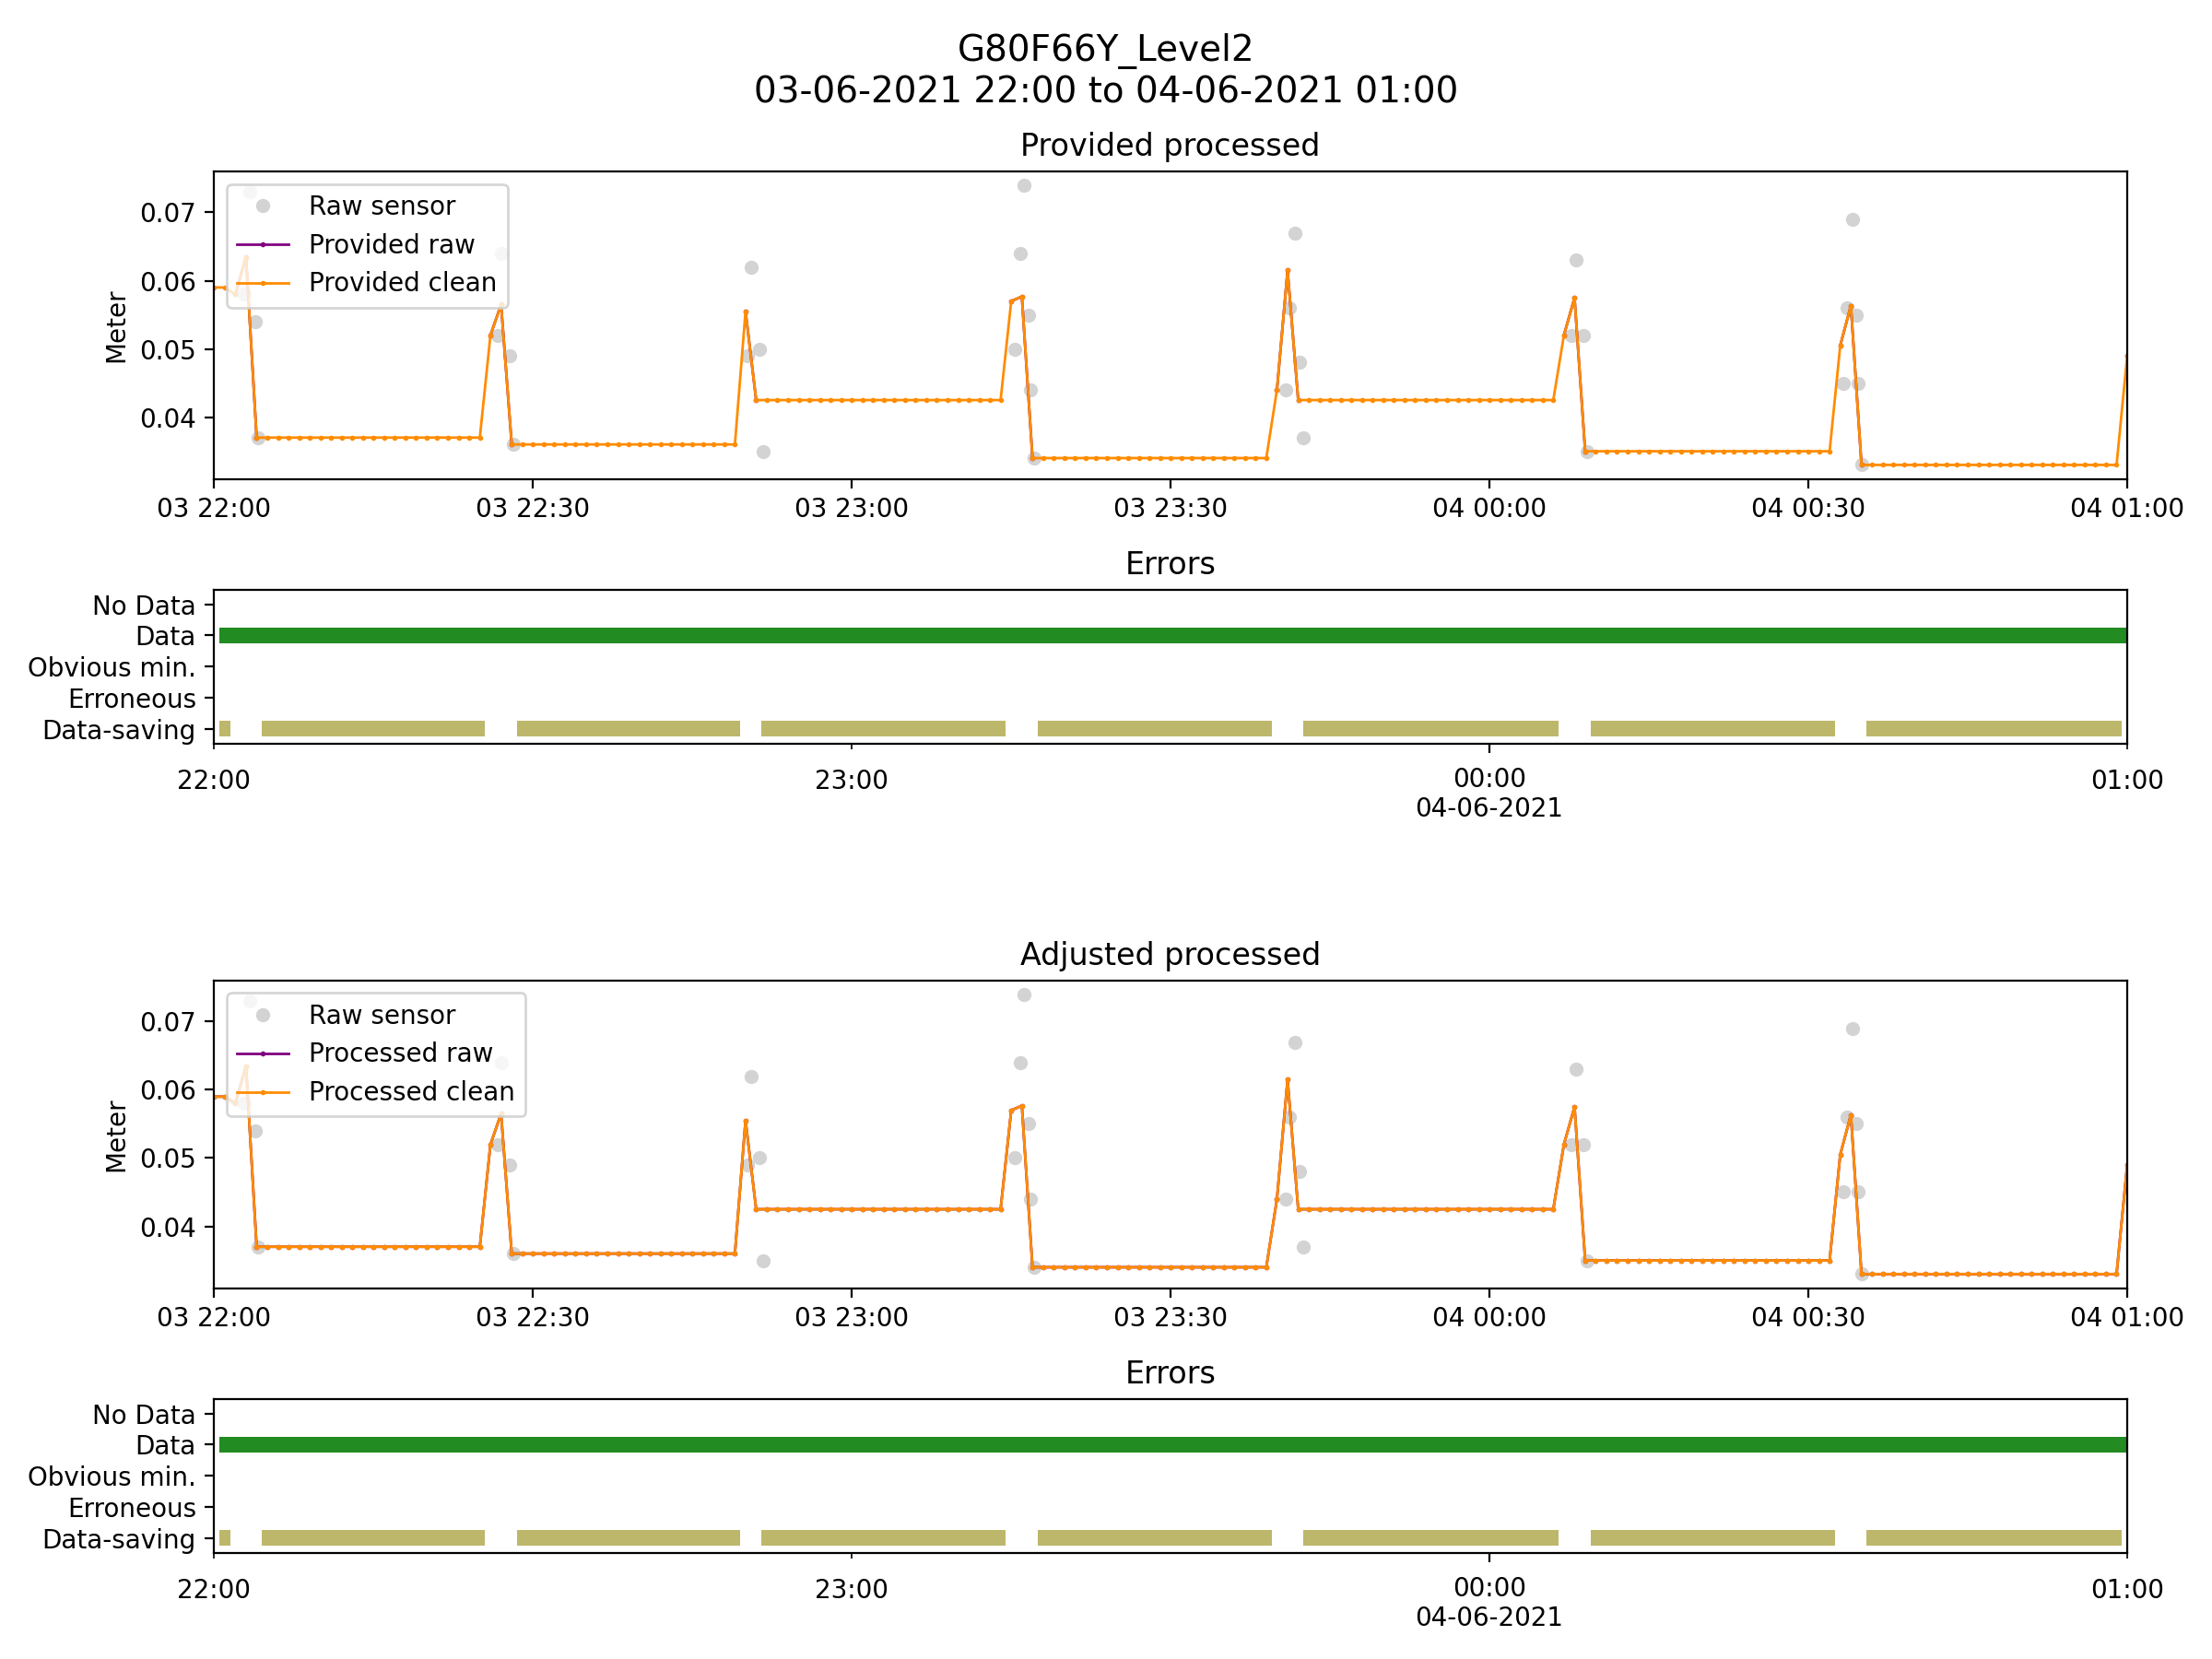 G80F66Y_Level2
03-06-2021 22:00 to 04-06-2021 01:00
Provided processed
Raw sensor
Provided raw
Provided clean
Meter
0.07
0.06
0.05
0.04
03 22:00 03 22:30 03 23:00 03 23:30 04 00:00 04 00:30 04 01:00
Errors
No Data
Data
Obvious min.
Erroneous
Data-saving
22:00 23:00 00:00 01:00
04-06-2021
Adjusted processed
Raw sensor
Processed raw
Processed clean
Meter
0.07
0.06
0.05
0.04
03 22:00 03 22:30 03 23:00 03 23:30 04 00:00 04 00:30 04 01:00
Errors
No Data
Data
Obvious min.
Erroneous
Data-saving
22:00 23:00 00:00 01:00
04-06-2021